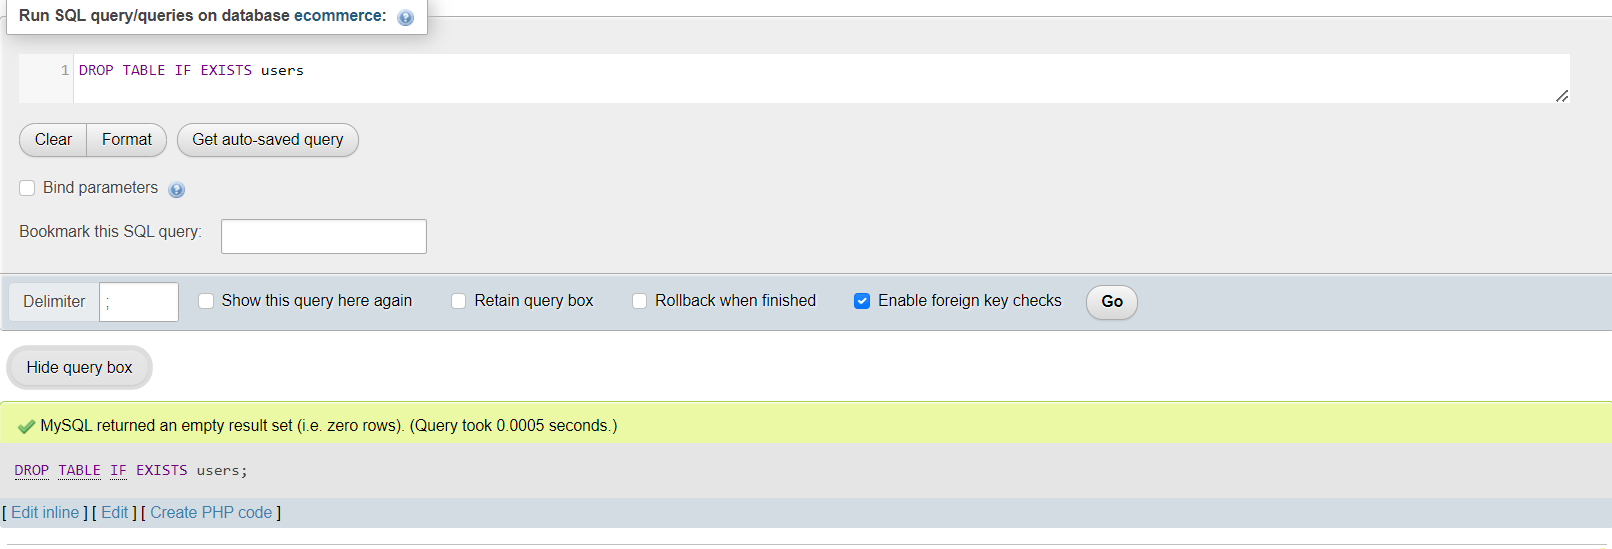 Run SQL query/queries on database ecommerce:
1 DROP TABLE IF EXISTS users
Clear Format Get auto-saved query
Bind parameters
Bookmark this SQL query:
Delimiter ; Show this query here again Retain query box Rollback when finished Enable foreign key checks Go
Hide query box
MySQL returned an empty result set (i.e. zero rows). (Query took 0.0005 seconds.)
DROP TABLE IF EXISTS users;
[ Edit inline ] [ Edit ] [ Create PHP code ]